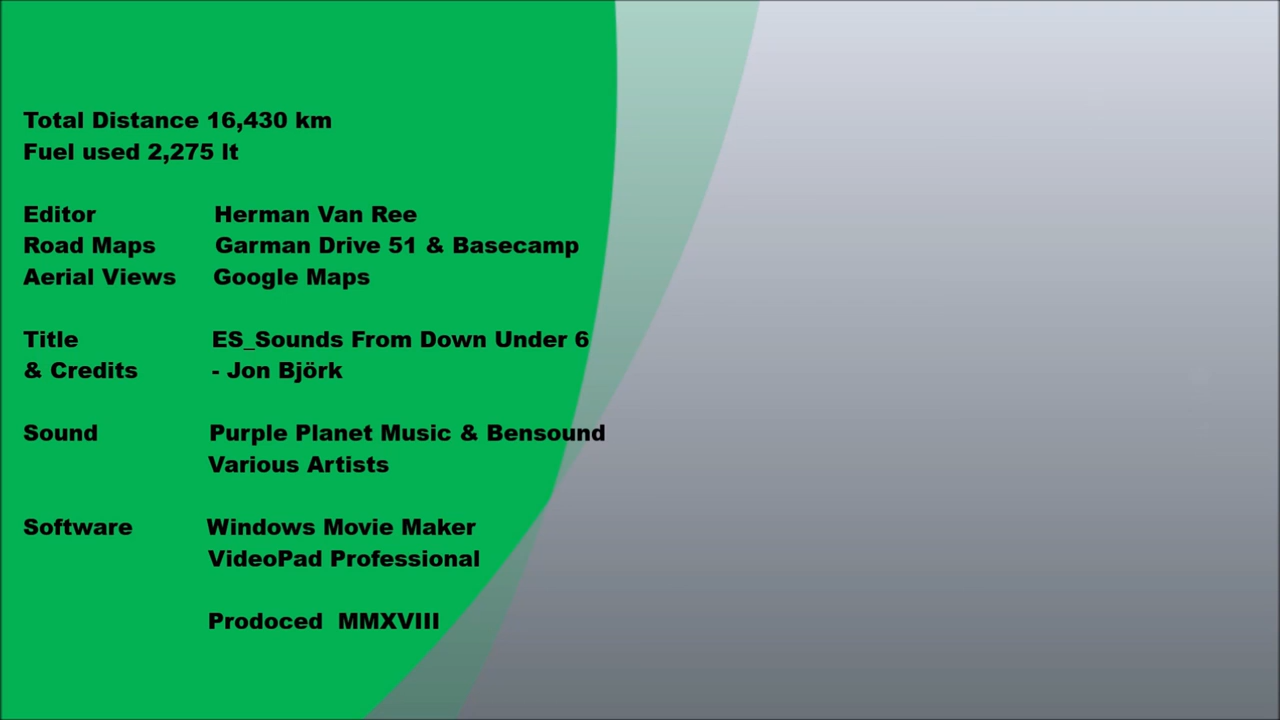 Total Distance 16,430 km
Fuel used 2,275 lt
Editor Herman Van Ree
Road Maps Garman Drive 51 & Basecamp
Aerial Views Google Maps
Title ES_Sounds From Down Under 6
& Credits - Jon Björk
Sound Purple Planet Music & Bensound
Various Artists
Software Windows Movie Maker
VideoPad Professional
Prodoced MMXVIII